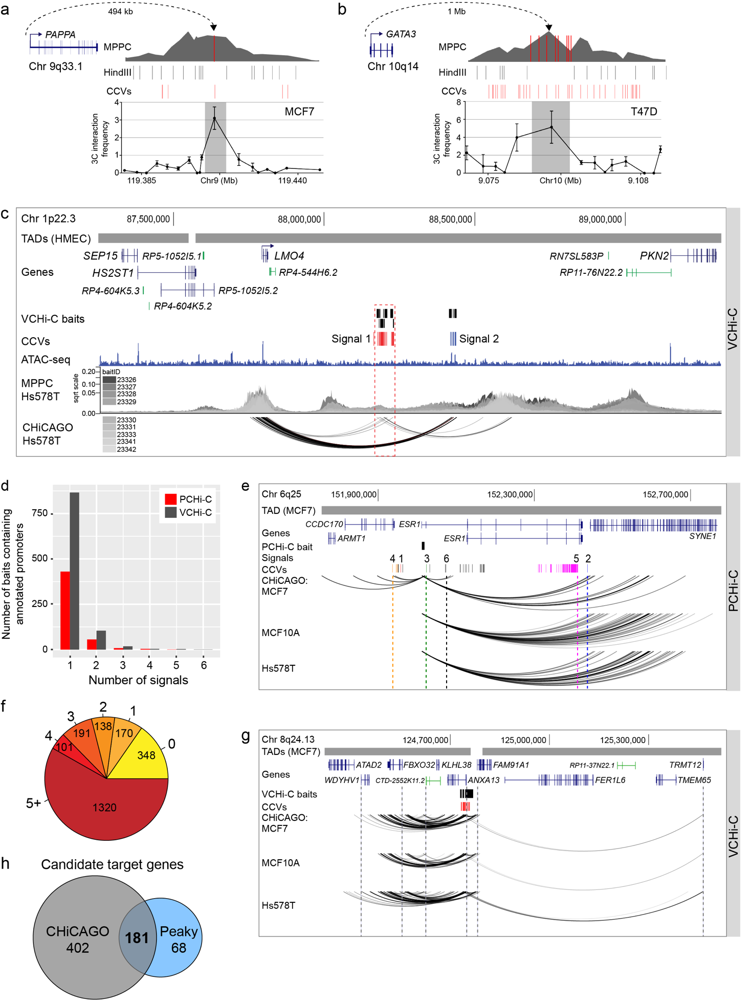 a
494 kb
PAPPA
Chr 9q33.1
MPPC
HindIII
CCVs
MCF7
3C interaction frequency
4
3
2
1
0
119.385
Chr9 (Mb)
119.440
b
1 Mb
GATA3
Chr 10q14
MPPC
HindIII
CCVs
T47D
3C interaction frequency
8
6
4
2
0
9.075
Chr10 (Mb)
9.108
c
Chr 1p22.3
87,500,000
88,000,000
88,500,000
89,000,000
TADs (HMEC)
SEP15
RP5-1052I5.1
LMO4
RN7SL583P
PKN2
Genes
HS2ST1
RP4-544H6.2
RP11-76N22.2
RP4-604K5.3
RP5-1052I5.2
RP4-604K5.2
VCHi-C baits
CCVs
Signal 1
Signal 2
ATAC-seq
MPPC
Hs578T
sqrt scale
0.20
0.10
0.05
0.00
baitID
23326
23327
23328
23329
CHiCAGO
Hs578T
23330
23331
23333
23341
23342
VCHi-C
d
Number of baits containing
annotated promoters
750
500
250
0
PCHi-C
VCHi-C
1 2 3 4 5 6
Number of signals
e
Chr 6q25
151,900,000
152,300,000
152,700,000
TAD (MCF7)
CCDC170
ESR1
Genes
ARMT1
ESR1
SYNE1
PCHi-C bait
Signals
4 1 3 6 5 2
CCVs
CHiCAGO:
MCF7
MCF10A
Hs578T
PCHi-C
f
0
348
1
170
2
138
3
191
4
101
5+
1320
g
Chr 8q24.13
124,700,000
125,000,000
125,300,000
TADs (MCF7)
ATAD2
FBXO32
KLHL38
FAM91A1
RP11-37N22.1
TRMT12
Genes
WDYHV1
CTD-2552K11.2
ANXA13
FER1L6
TMEM65
VCHi-C baits
CCVs
CHiCAGO:
MCF7
MCF10A
Hs578T
VCHi-C
h
Candidate target genes
CHiCAGO
402
181
Peaky
68